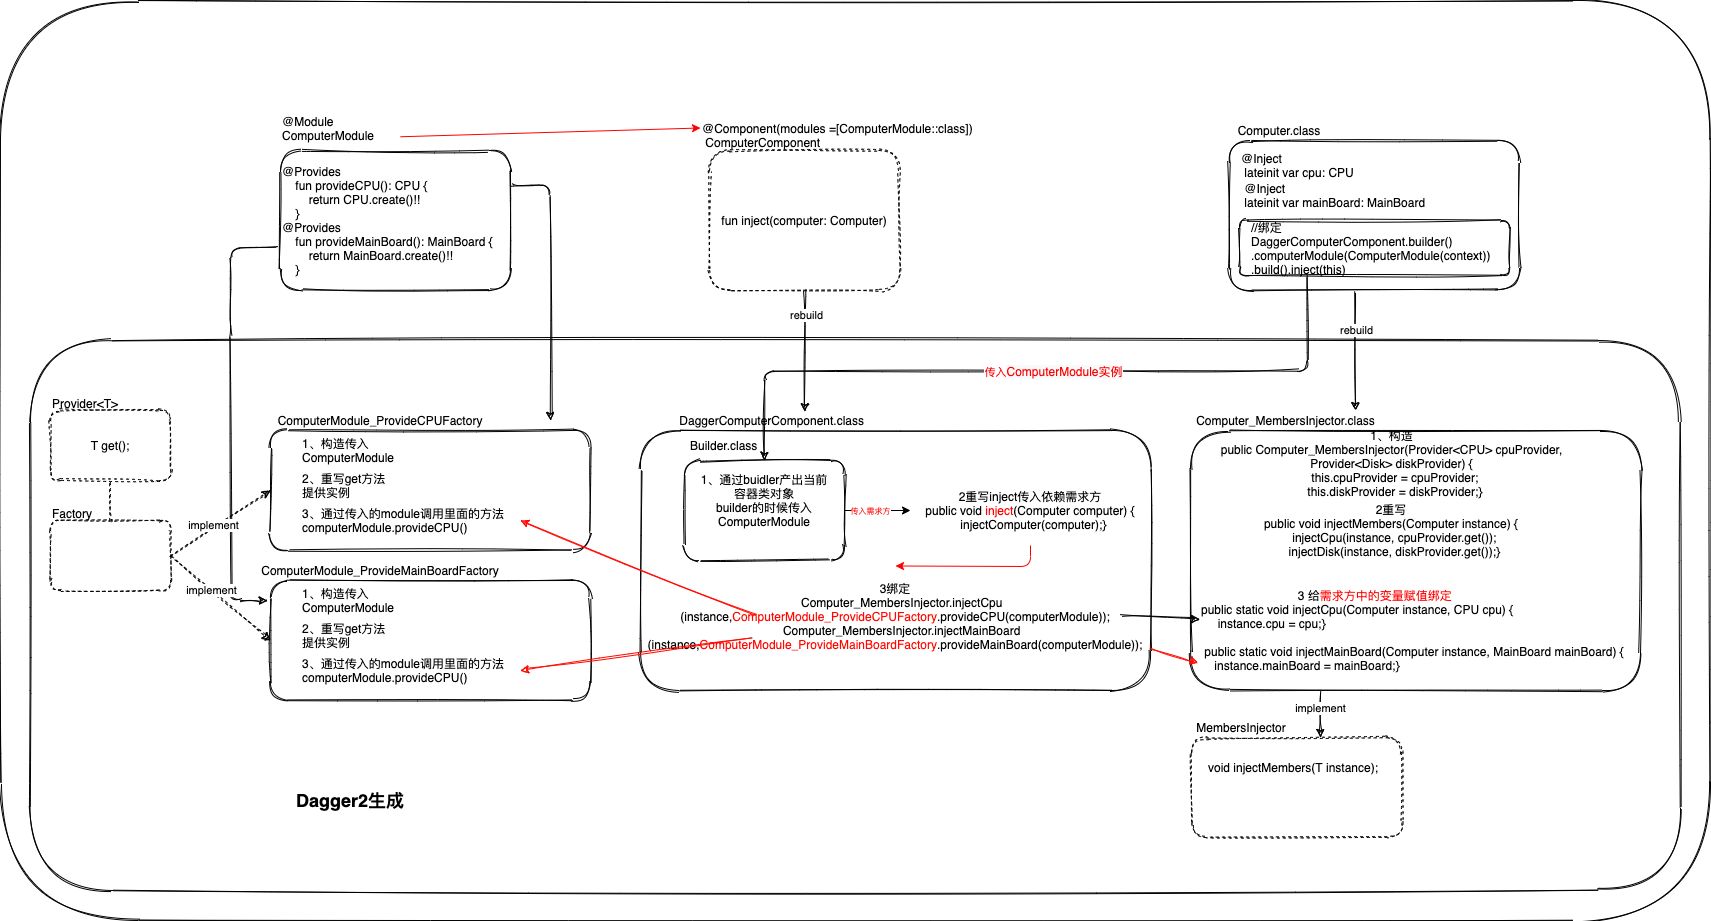 @Module
ComputerModule
@Provides
fun provideCPU(): CPU {
return CPU.create()!!
}
@Provides
fun provideMainBoard(): MainBoard {
return MainBoard.create()!!
}
@Component(modules =[ComputerModule::class])
ComputerComponent
fun inject(computer: Computer)
rebuild
Computer.class
@Inject
lateinit var cpu: CPU
@Inject
lateinit var mainBoard: MainBoard
//绑定
DaggerComputerComponent.builder()
.computerModule(ComputerModule(context))
.build().inject(this)
rebuild
传入ComputerModule实例
Provider<T>
T get();
Factory
implement
implement
ComputerModule_ProvideCPUFactory
1、构造传入
ComputerModule
2、重写get方法
提供实例
3、通过传入的module调用里面的方法
computerModule.provideCPU()
ComputerModule_ProvideMainBoardFactory
1、构造传入
ComputerModule
2、重写get方法
提供实例
3、通过传入的module调用里面的方法
computerModule.provideCPU()
DaggerComputerComponent.class
Builder.class
1、通过buidler产出当前
容器类对象
builder的时候传入
ComputerModule
传入需求方
2重写inject传入依赖需求方
public void inject(Computer computer) {
injectComputer(computer);}
3绑定
Computer_MembersInjector.injectCpu
(instance,ComputerModule_ProvideCPUFactory.provideCPU(computerModule));
Computer_MembersInjector.injectMainBoard
(instance,ComputerModule_ProvideMainBoardFactory.provideMainBoard(computerModule));
Computer_MembersInjector.class
1、构造
public Computer_MembersInjector(Provider<CPU> cpuProvider,
Provider<Disk> diskProvider) {
this.cpuProvider = cpuProvider;
this.diskProvider = diskProvider;}
2重写
public void injectMembers(Computer instance) {
injectCpu(instance, cpuProvider.get());
injectDisk(instance, diskProvider.get());}
3 给需求方中的变量赋值绑定
public static void injectCpu(Computer instance, CPU cpu) {
instance.cpu = cpu;}
public static void injectMainBoard(Computer instance, MainBoard mainBoard) {
instance.mainBoard = mainBoard;}
implement
MembersInjector
void injectMembers(T instance);
Dagger2生成